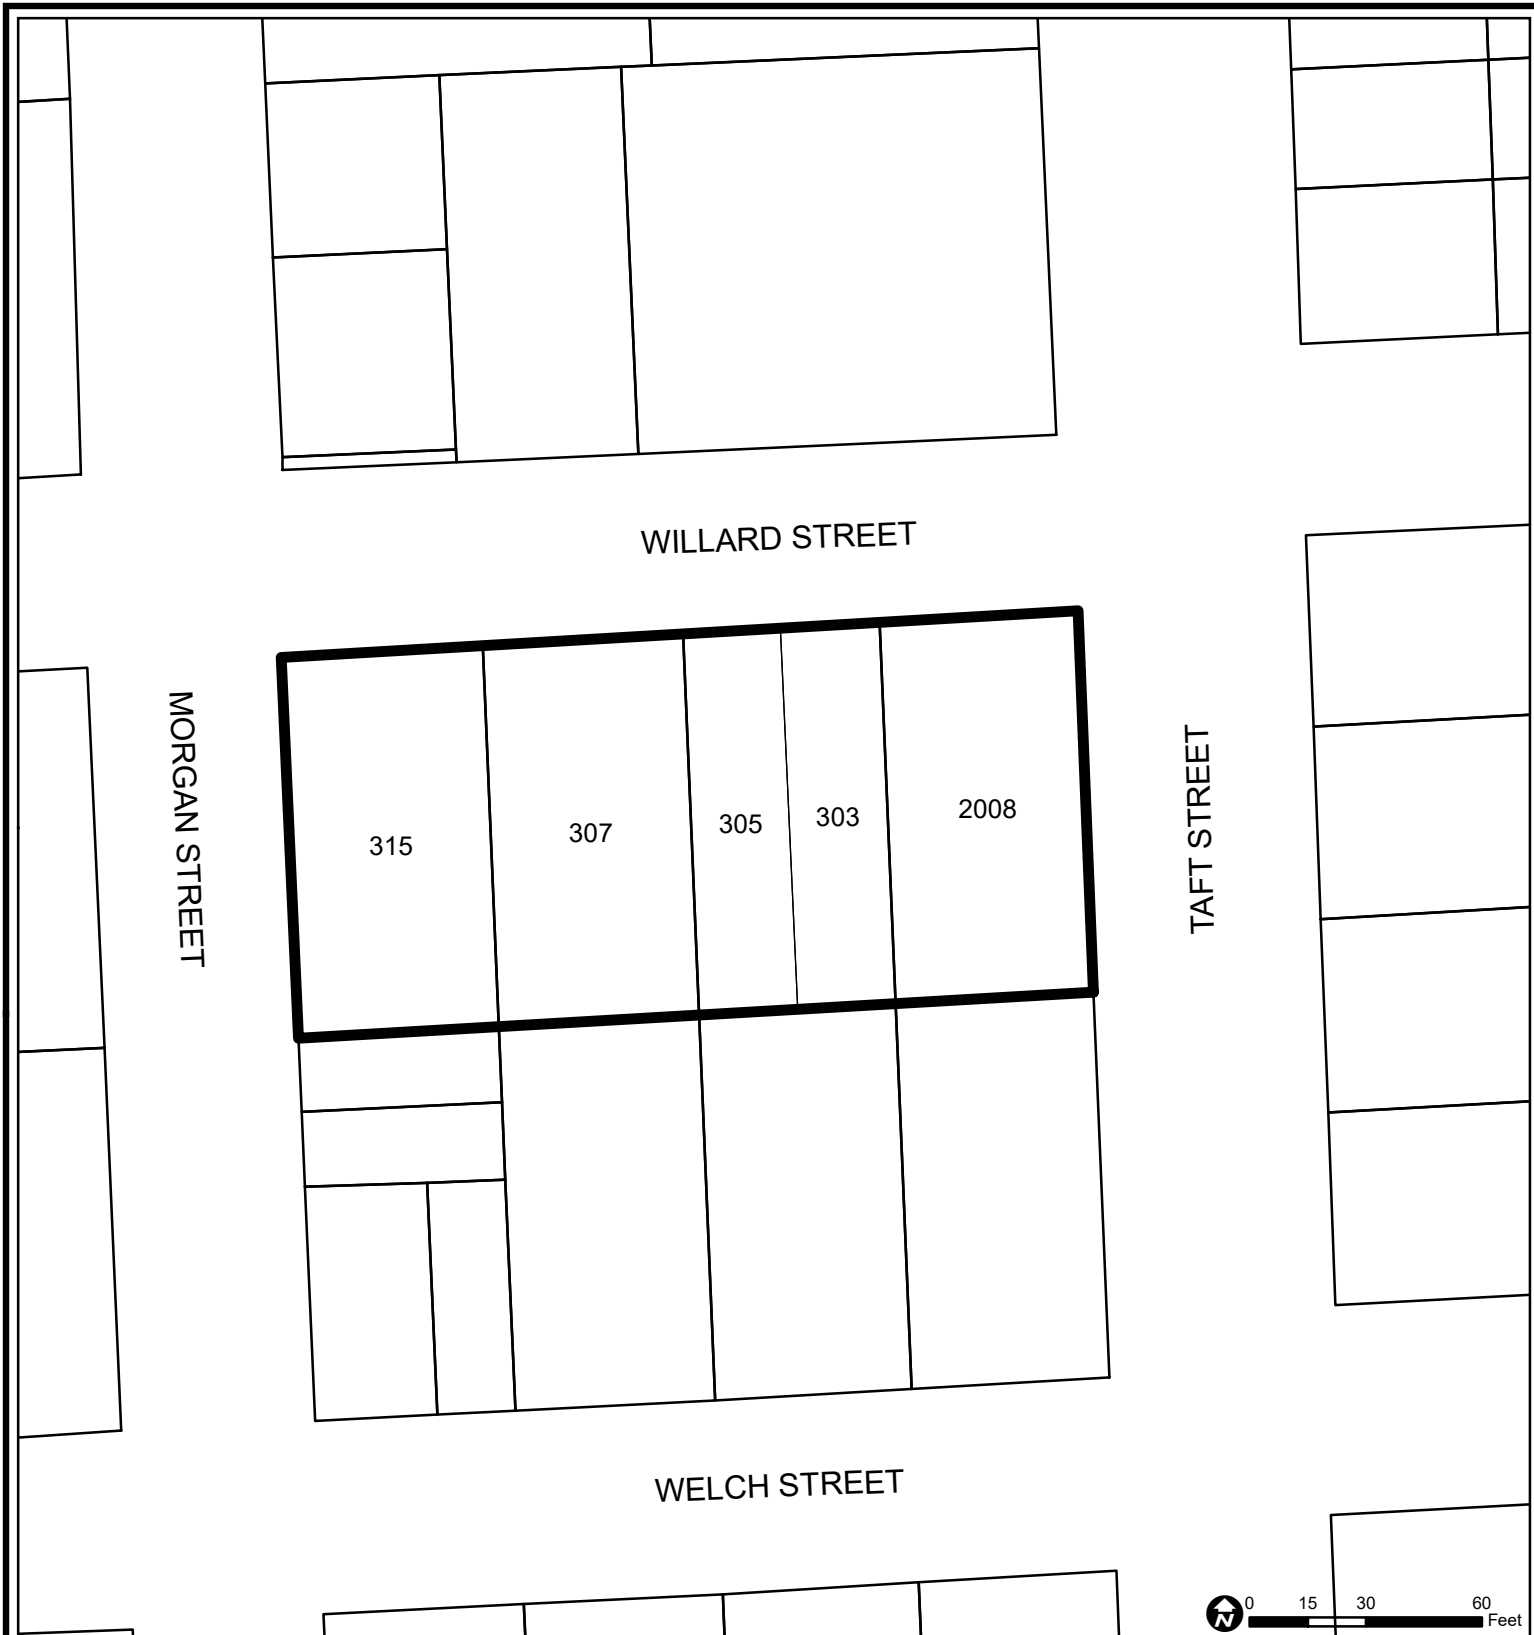 WILLARD STREET
MORGAN STREET
315
307
305
303
2008
TAFT STREET
WELCH STREET
N
0 15 30 60
Feet